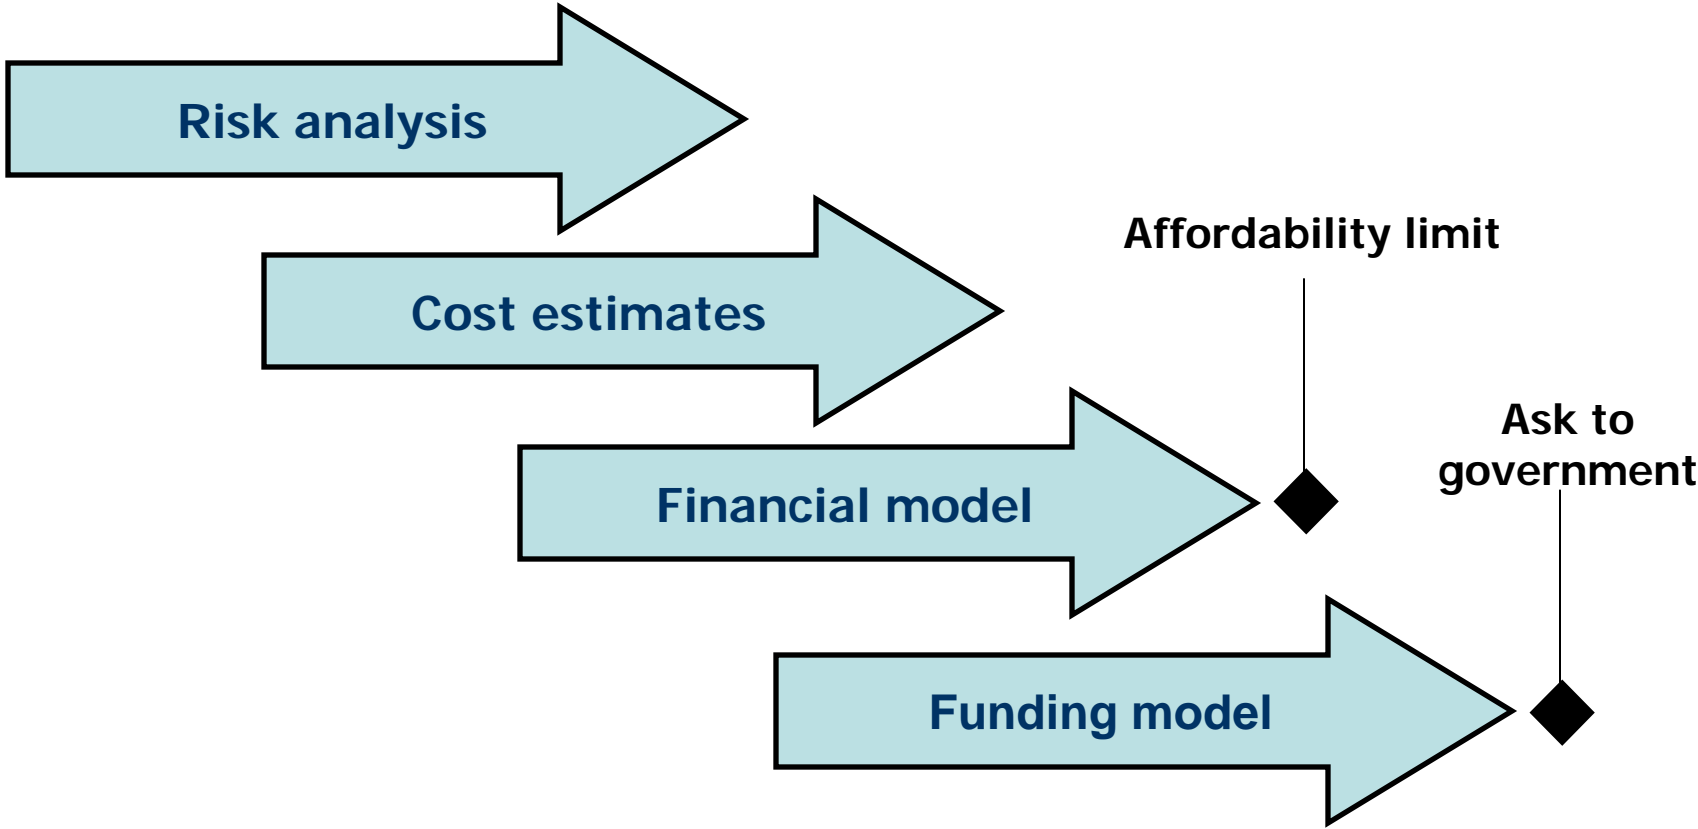 Risk analysis
Affordability limit
Cost estimates
Ask to
government
Financial model
Funding model